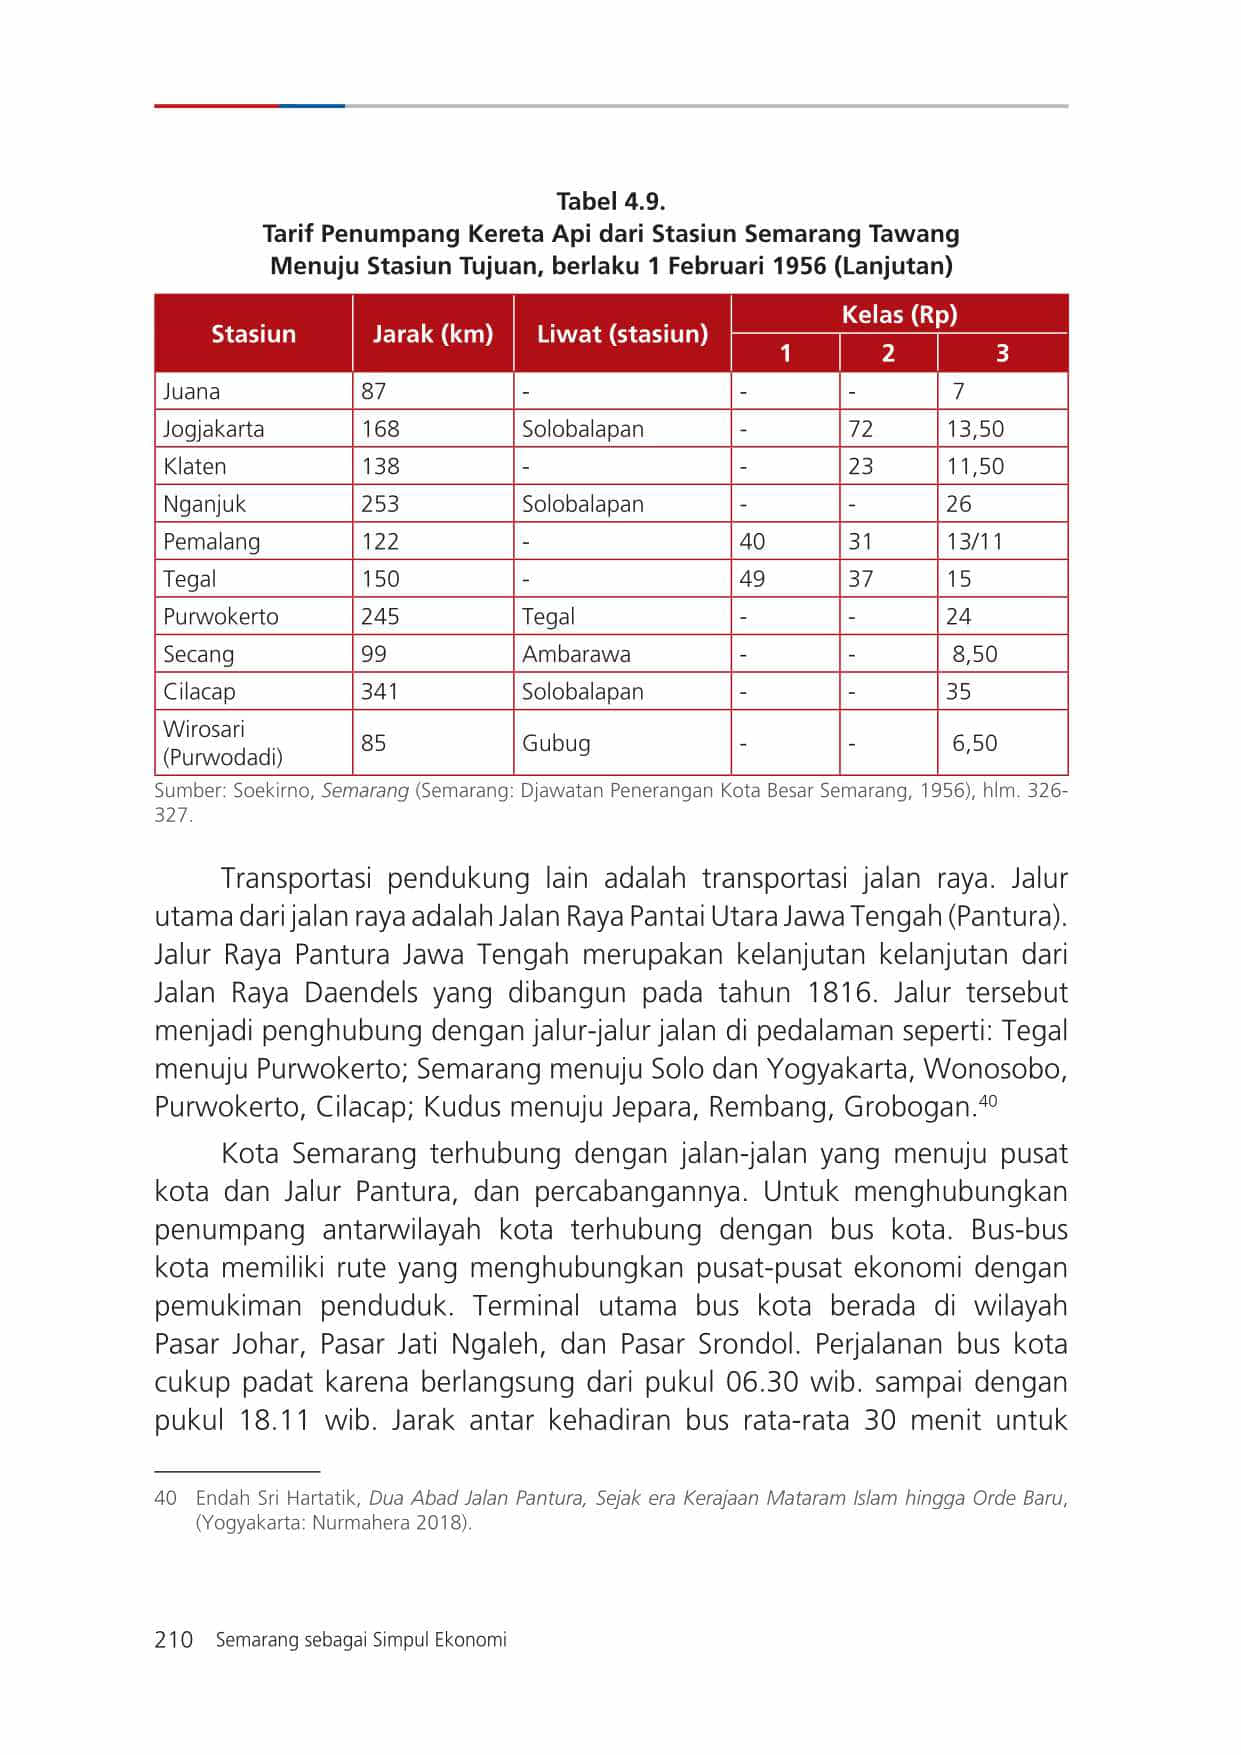 Tabel 4.9.
Tarif Penumpang Kereta Api dari Stasiun Semarang Tawang
Menuju Stasiun Tujuan, berlaku 1 Februari 1956 (Lanjutan)
Stasiun Jarak (km) Liwat (stasiun) Kelas (Rp)
1 2 3
Juana 87 - - - 7
Jogjakarta 168 Solobalapan - 72 13,50
Klaten 138 - - 23 11,50
Nganjuk 253 Solobalapan - - 26
Pemalang 122 - 40 31 13/11
Tegal 150 - 49 37 15
Purwokerto 245 Tegal - - 24
Secang 99 Ambarawa - - 8,50
Cilacap 341 Solobalapan - - 35
Wirosari
(Purwodadi) 85 Gubug - - 6,50
Sumber: Soekirno, Semarang (Semarang: Djawatan Penerangan Kota Besar Semarang, 1956), hlm. 326-
327.
Transportasi pendukung lain adalah transportasi jalan raya. Jalur
utama dari jalan raya adalah Jalan Raya Pantai Utara Jawa Tengah (Pantura).
Jalur Raya Pantura Jawa Tengah merupakan kelanjutan kelanjutan dari
Jalan Raya Daendels yang dibangun pada tahun 1816. Jalur tersebut
menjadi penghubung dengan jalur-jalur jalan di pedalaman seperti: Tegal
menuju Purwokerto; Semarang menuju Solo dan Yogyakarta, Wonosobo,
Purwokerto, Cilacap; Kudus menuju Jepara, Rembang, Grobogan.40
Kota Semarang terhubung dengan jalan-jalan yang menuju pusat
kota dan Jalur Pantura, dan percabangannya. Untuk menghubungkan
penumpang antarwilayah kota terhubung dengan bus kota. Bus-bus
kota memiliki rute yang menghubungkan pusat-pusat ekonomi dengan
pemukiman penduduk. Terminal utama bus kota berada di wilayah
Pasar Johar, Pasar Jati Ngaleh, dan Pasar Srondol. Perjalanan bus kota
cukup padat karena berlangsung dari pukul 06.30 wib. sampai dengan
pukul 18.11 wib. Jarak antar kehadiran bus rata-rata 30 menit untuk
40 Endah Sri Hartatik, Dua Abad Jalan Pantura, Sejak era Kerajaan Mataram Islam hingga Orde Baru,
(Yogyakarta: Nurmahera 2018).
210 Semarang sebagai Simpul Ekonomi